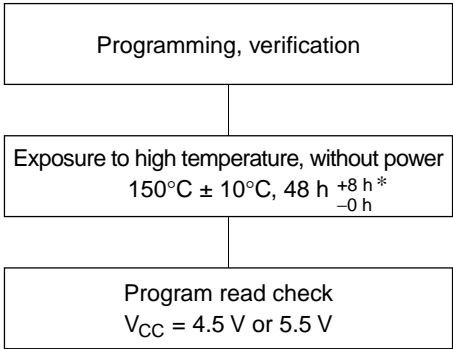 Programming, verification
Exposure to high temperature, without power
150°C ± 10°C, 48 h +8 h *
−0 h
Program read check
VCC = 4.5 V or 5.5 V